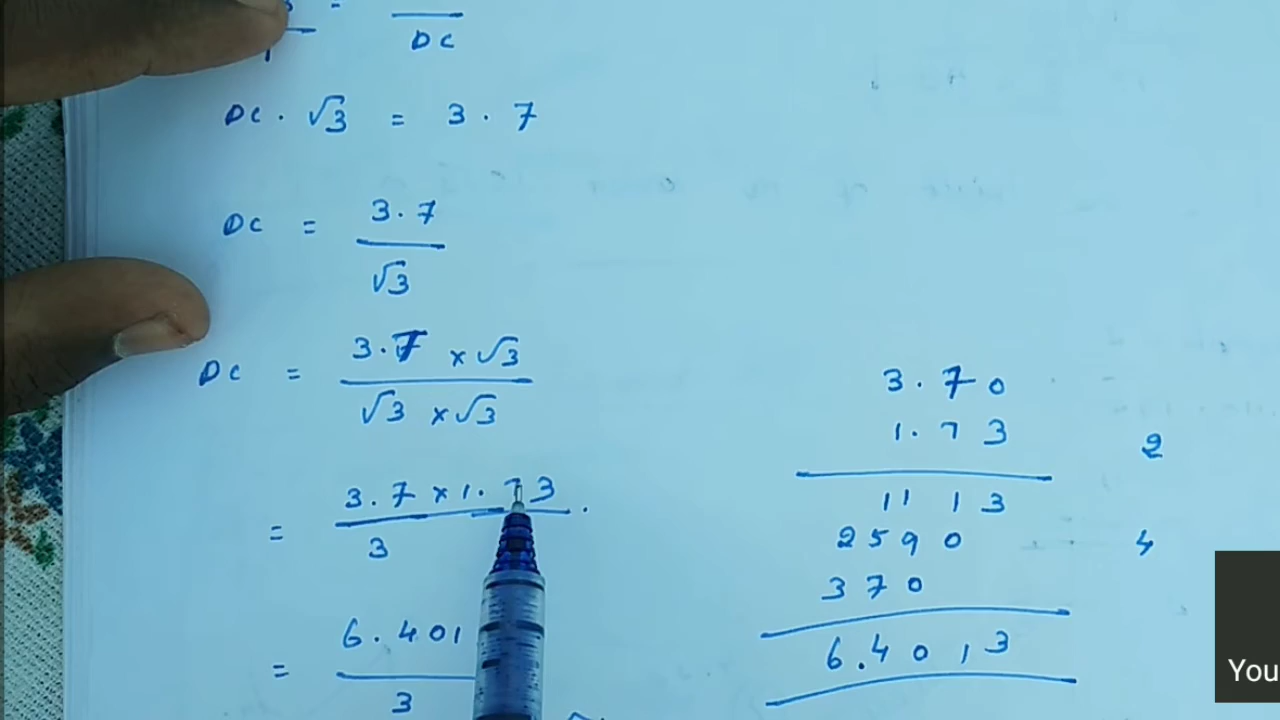 =
DC
DC . √3 = 3.7
DC = 3.7
√3
DC = 3.7 × √3
√3 × √3
= 3.7 × 1.73 .
3
= 6.401
3
3.70
1.73 2
1113
2590 4
370
6.4013
You